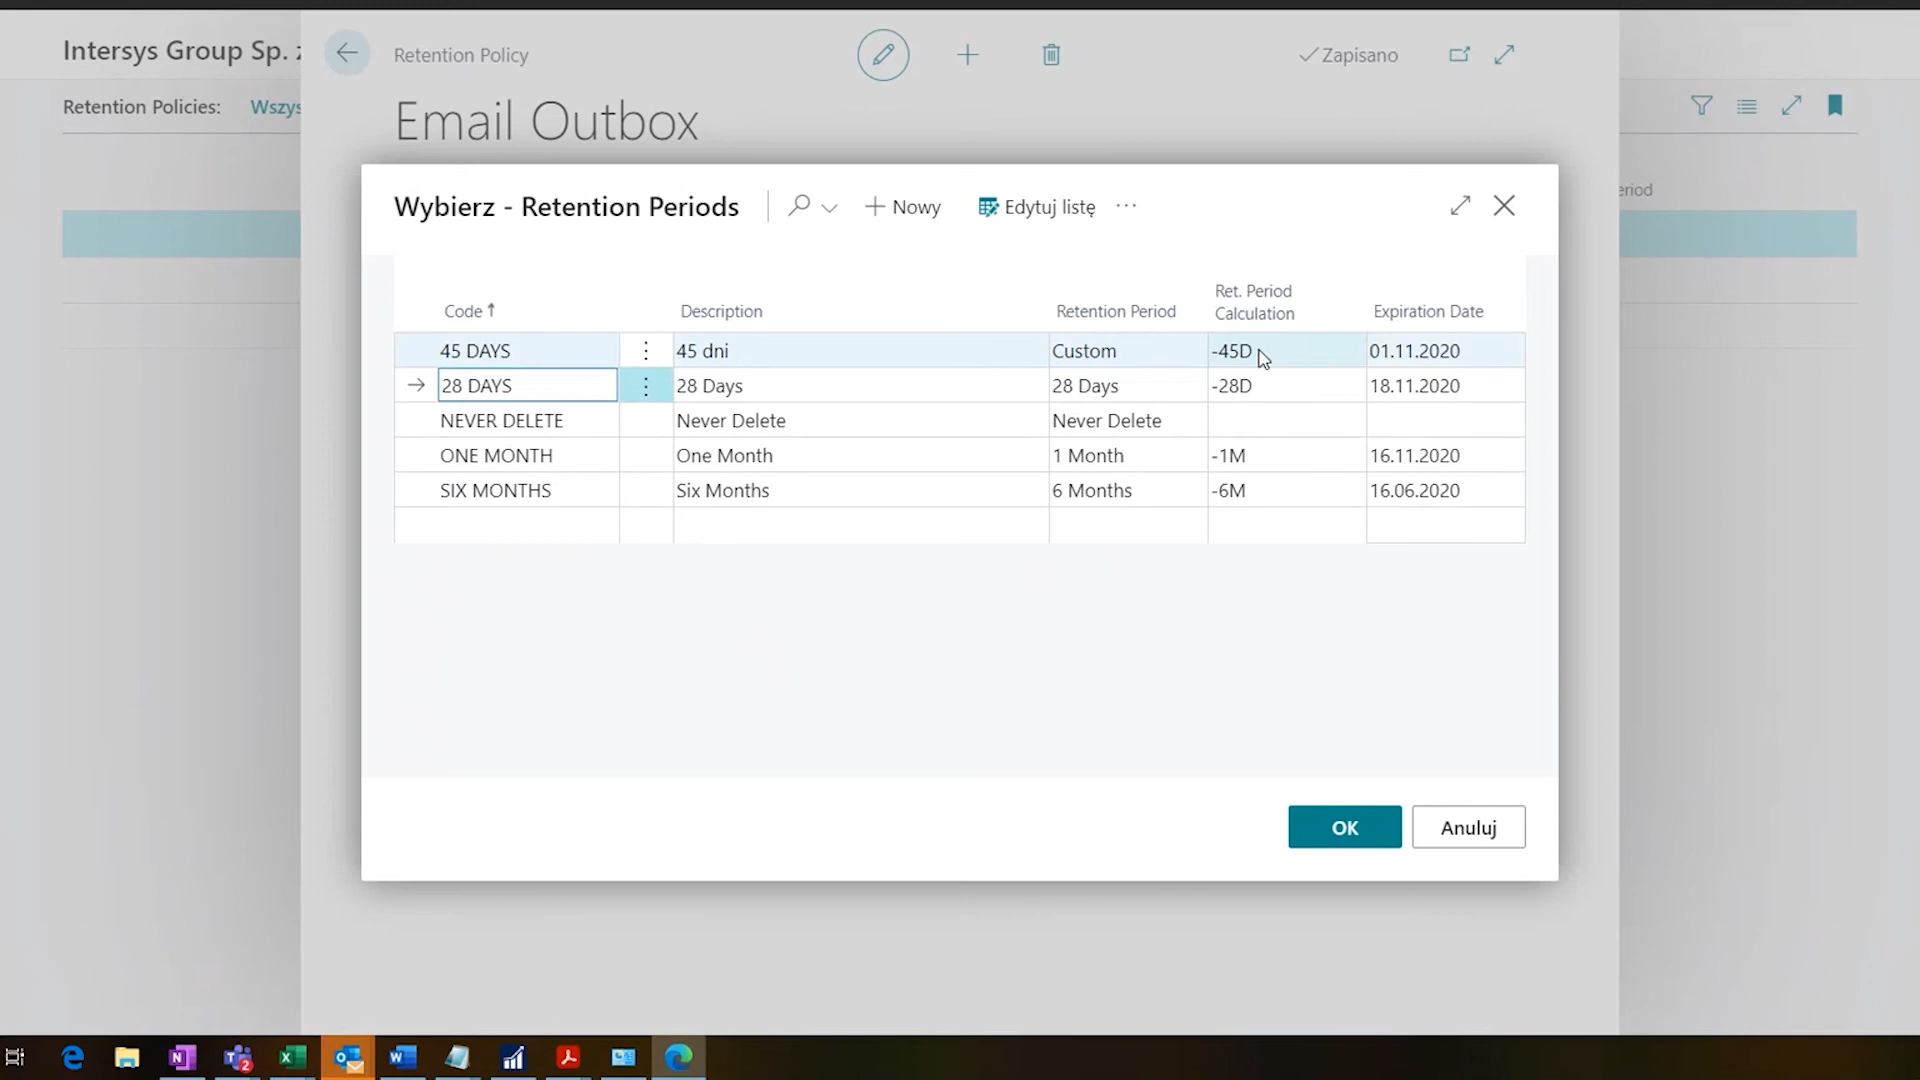 Intersys Group Sp. z
Retention Policy
Zapisano
Retention Policies: Wszys
Email Outbox
eriod
Wybierz - Retention Periods
Nowy
Edytuj listę
Code Description Retention Period Ret. Period Calculation Expiration Date
45 DAYS 45 dni Custom -45D 01.11.2020
28 DAYS 28 Days 28 Days -28D 18.11.2020
NEVER DELETE Never Delete Never Delete
ONE MONTH One Month 1 Month -1M 16.11.2020
SIX MONTHS Six Months 6 Months -6M 16.06.2020
OK Anuluj